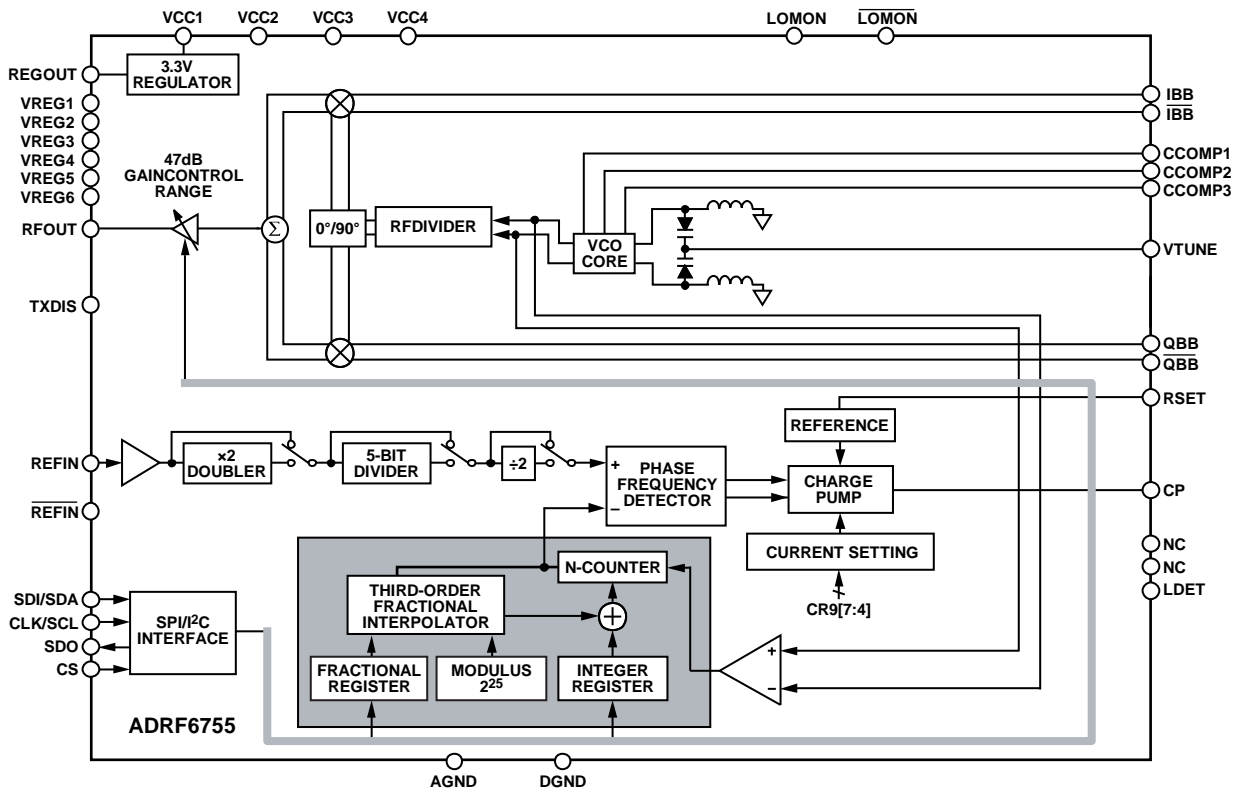 VCC1 VCC2 VCC3 VCC4 LOMON LOMON
REGOUT
3.3V
REGULATOR
VREG1
VREG2
VREG3
VREG4
VREG5
VREG6
47dB
GAINCONTROL
RANGE
RFOUT
Σ
0°/90°
RFDIVIDER
VCO
CORE
IBB
IBB
CCOMP1
CCOMP2
CCOMP3
VTUNE
TXDIS
QBB
QBB
RSET
REFERENCE
REFIN
×2
DOUBLER
5-BIT
DIVIDER
÷2
+
–
PHASE
FREQUENCY
DETECTOR
CHARGE
PUMP
CP
REFIN
CURRENT SETTING
CR9[7:4]
NC
NC
LDET
N-COUNTER
THIRD-ORDER
FRACTIONAL
INTERPOLATOR
+
SDI/SDA
CLK/SCL
SDO
CS
SPI/I2C
INTERFACE
FRACTIONAL
REGISTER
MODULUS
225
INTEGER
REGISTER
+
–
ADRF6755
AGND DGND